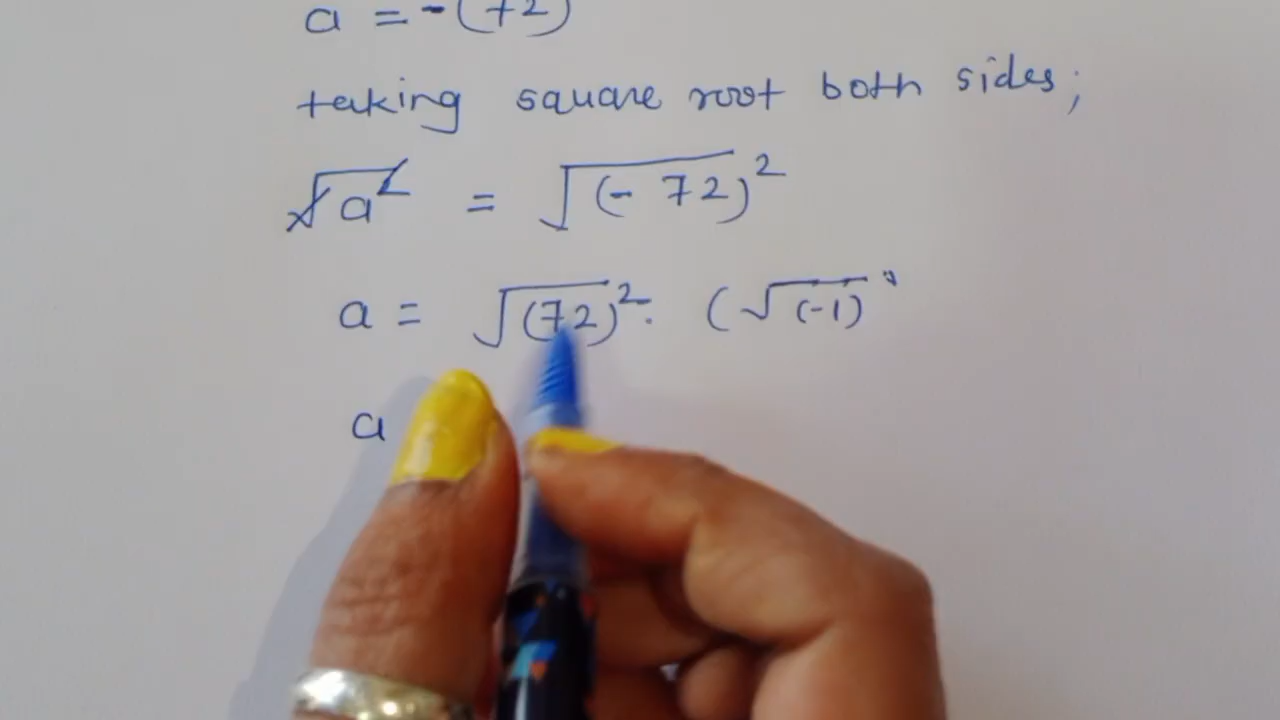 a = -(72)
taking square root both sides;
√a² = √(- 72)²
a = √(72)². (√(-1)
a